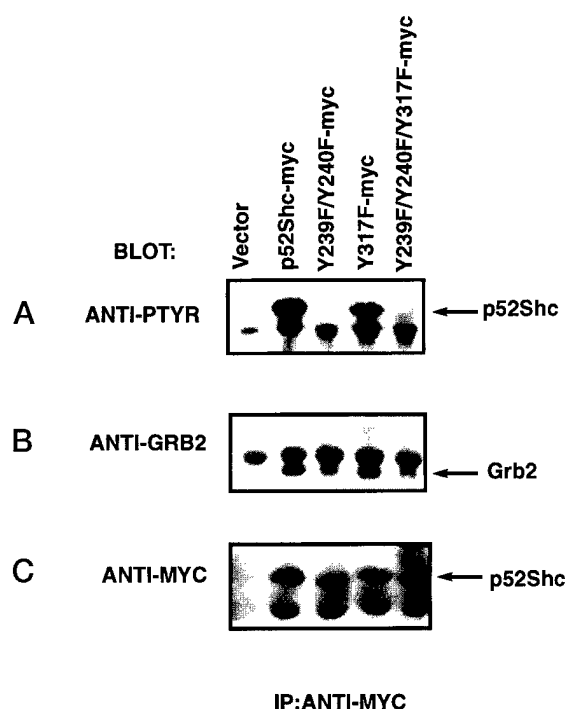 Vector
p52Shc-myc
Y239F/Y240F-myc
Y317F-myc
Y239F/Y240F/Y317F-myc
BLOT:
A ANTI-PTYR p52Shc
B ANTI-GRB2 Grb2
C ANTI-MYC p52Shc
IP:ANTI-MYC